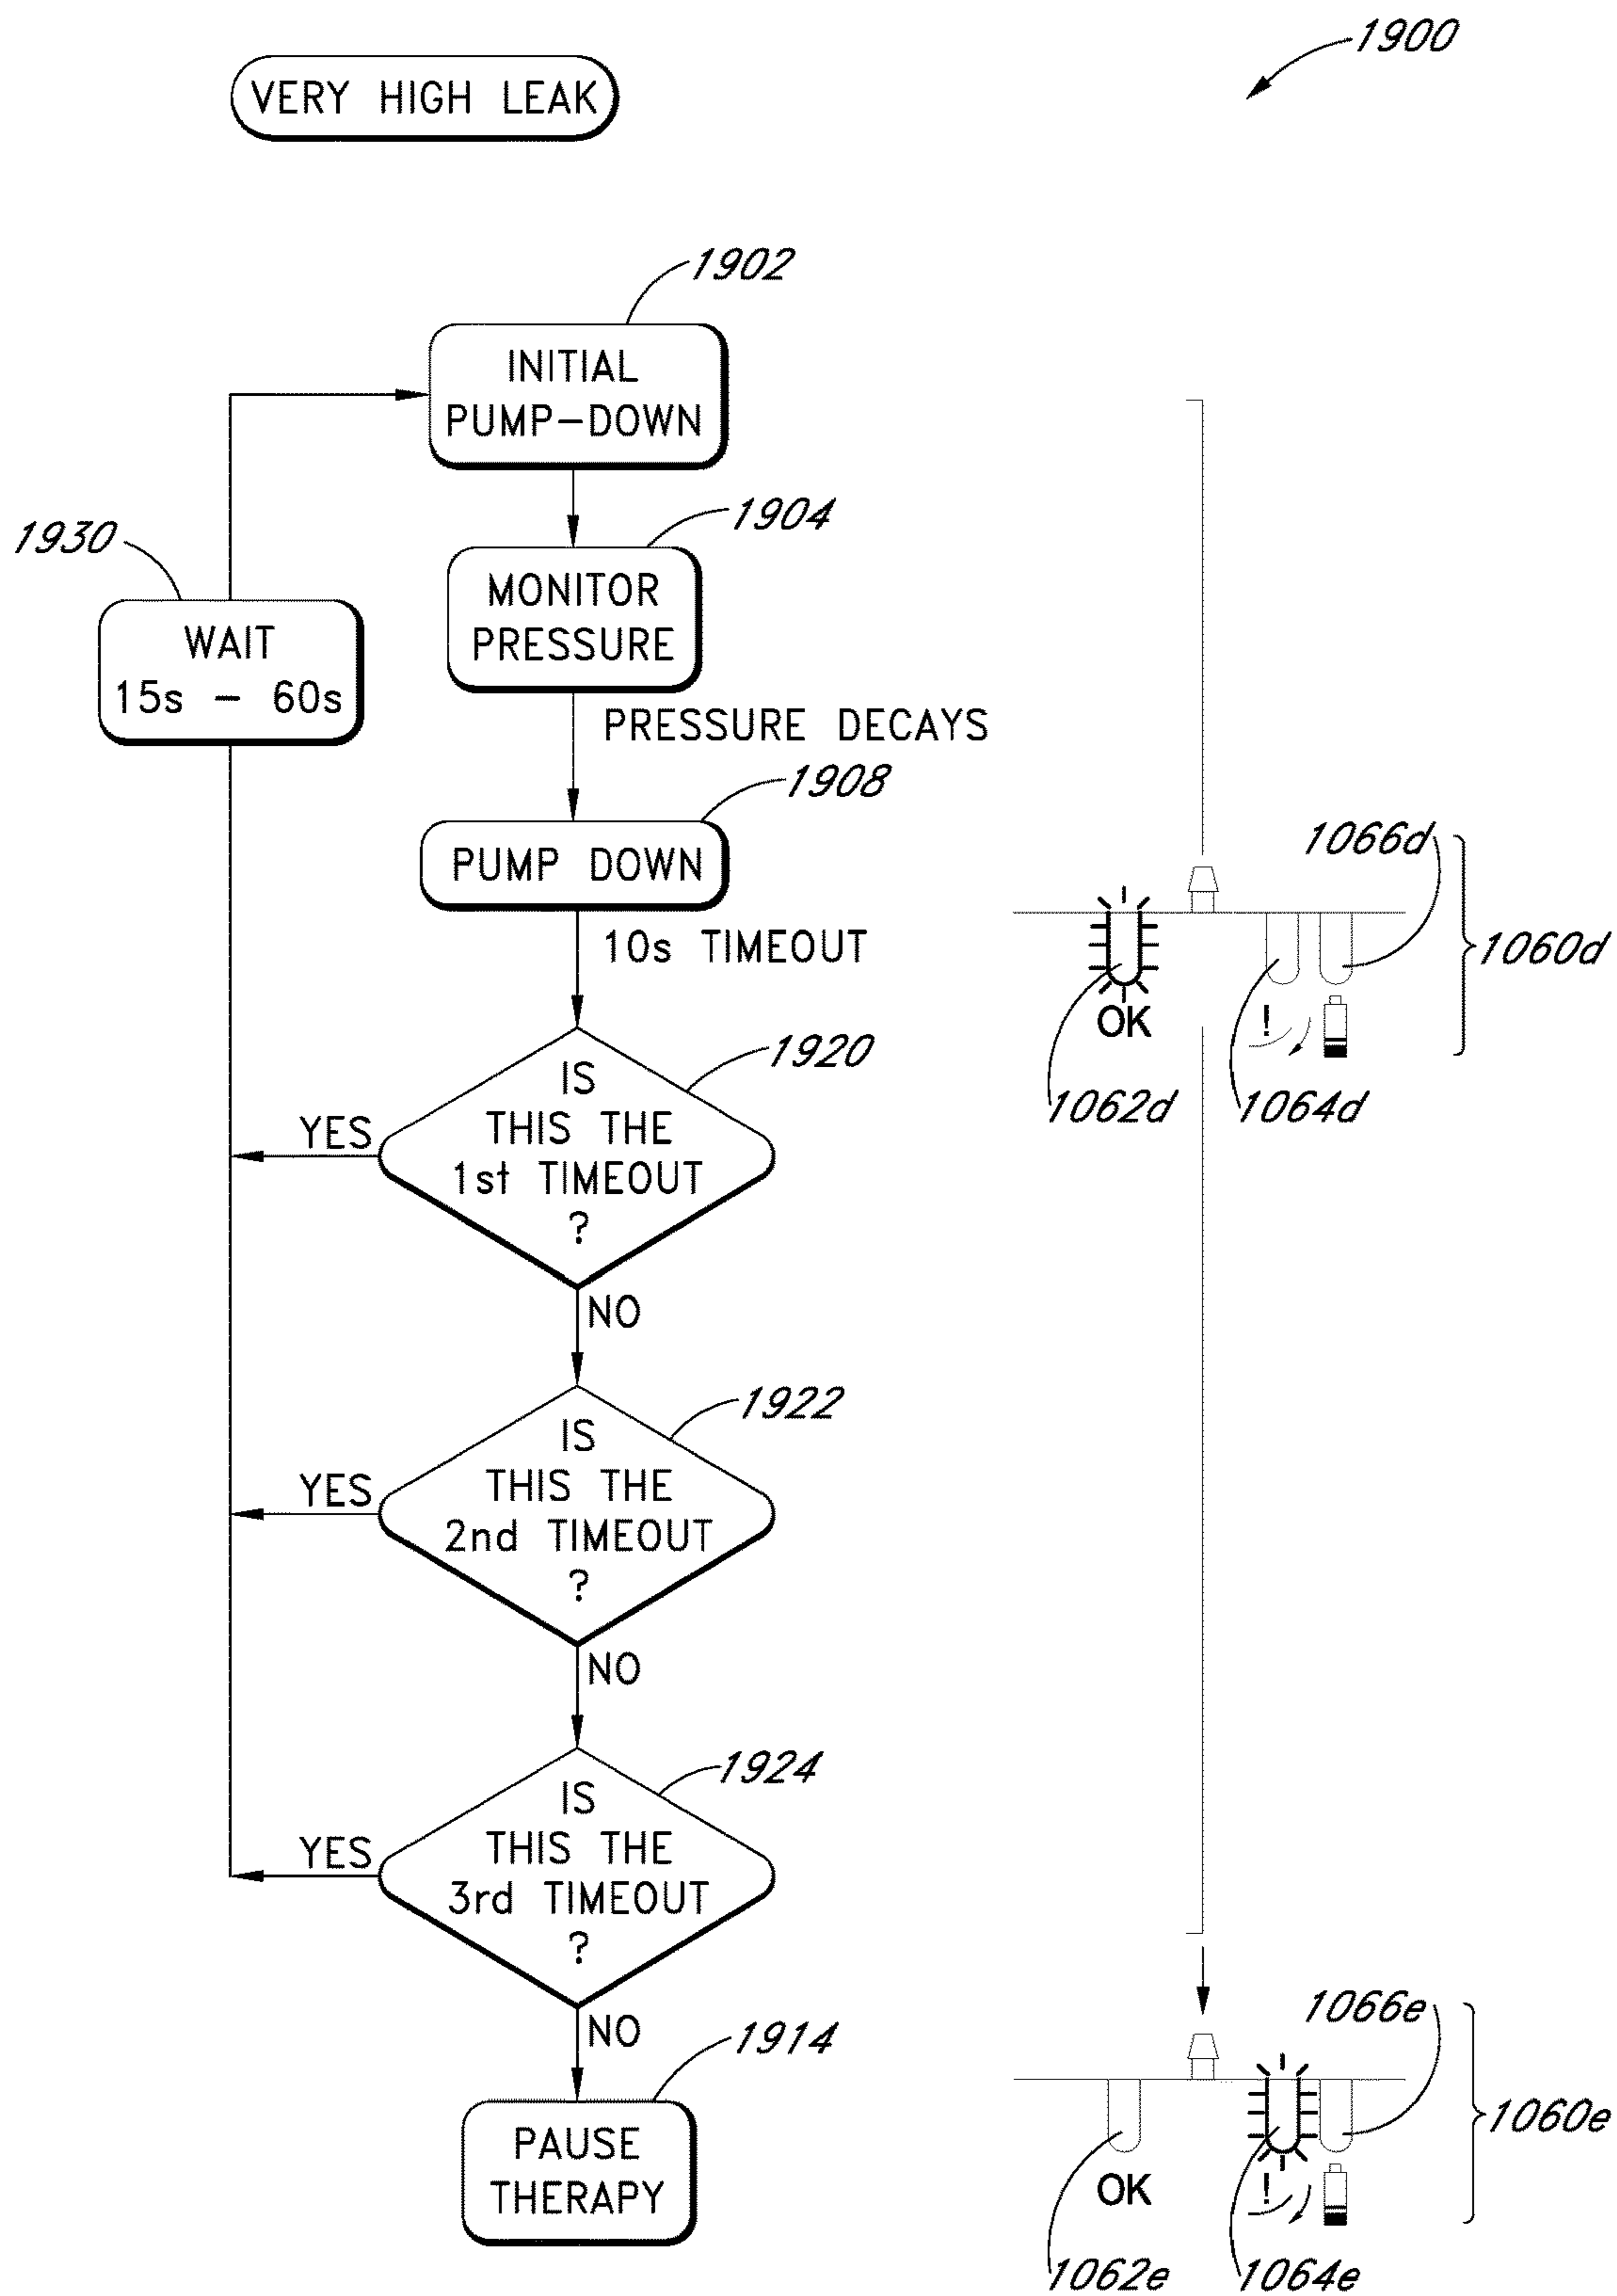 1900
VERY HIGH LEAK
1902
INITIAL
PUMP-DOWN
1904
1930
MONITOR
PRESSURE
WAIT
15s - 60s
PRESSURE DECAYS
1908
PUMP DOWN
1066d
10s TIMEOUT
1060d
OK
!
1062d
1064d
1920
IS
THIS THE
1st TIMEOUT
?
YES
NO
1922
IS
THIS THE
2nd TIMEOUT
?
YES
NO
1924
IS
THIS THE
3rd TIMEOUT
?
YES
NO
1914
PAUSE
THERAPY
1066e
1060e
OK
!
1062e
1064e